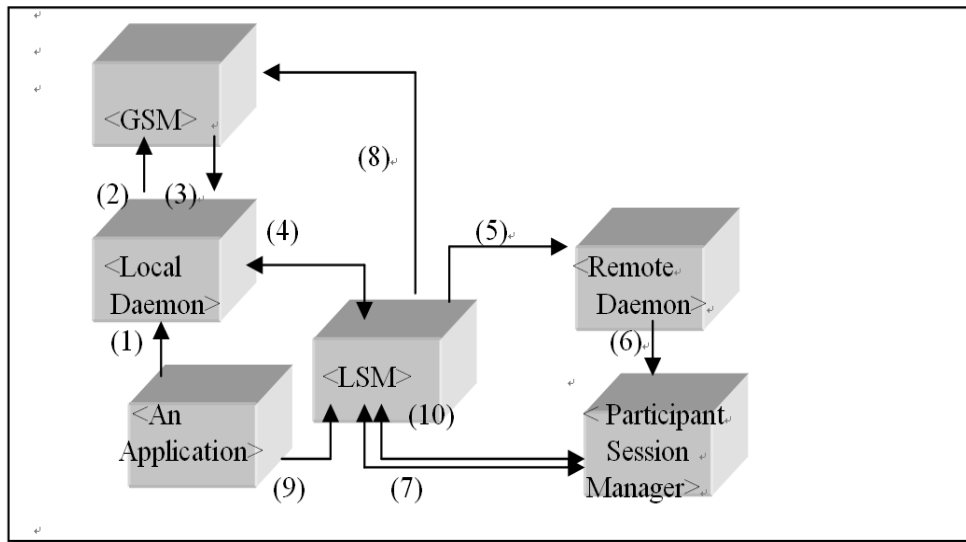 <GSM>
(8)
(2)
(3)
(4)
(5)
<Local
Daemon>
<Remote
Daemon>
(1)
(6)
<LSM>
(10)
<An
Application>
< Participant
Session
Manager>
(9)
(7)